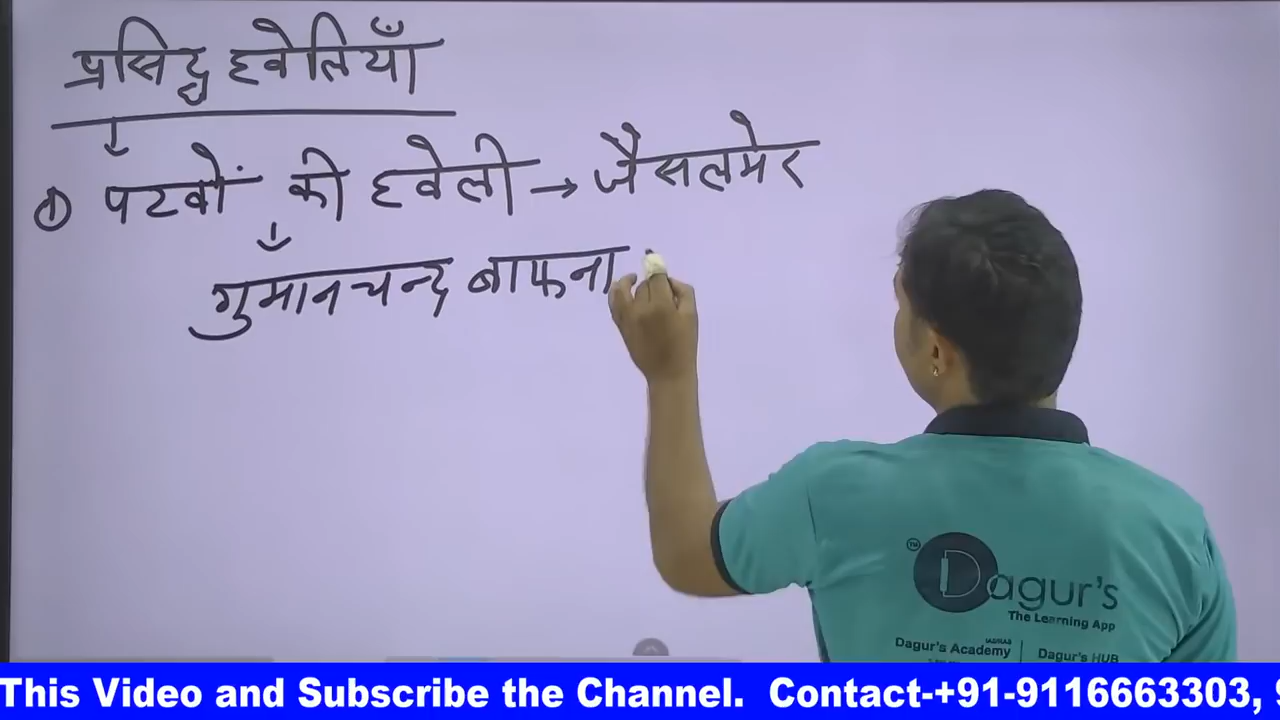 प्रसिद्ध हवेलियाँ
① पटवों की हवेली → जैसलमेर
गुमानचन्द्र बाफना
Dagur's
TM
The Learning App
Dagur's Academy | Dagur's HUB
This Video and Subscribe the Channel. Contact-+91-9116663303,